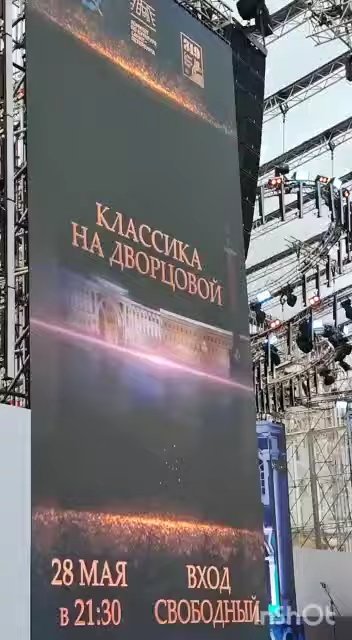 КЛАССИКА
НА ДВОРЦОВОЙ
28 МАЯ
в 21:30
ВХОД
СВОБОДНЫЙ